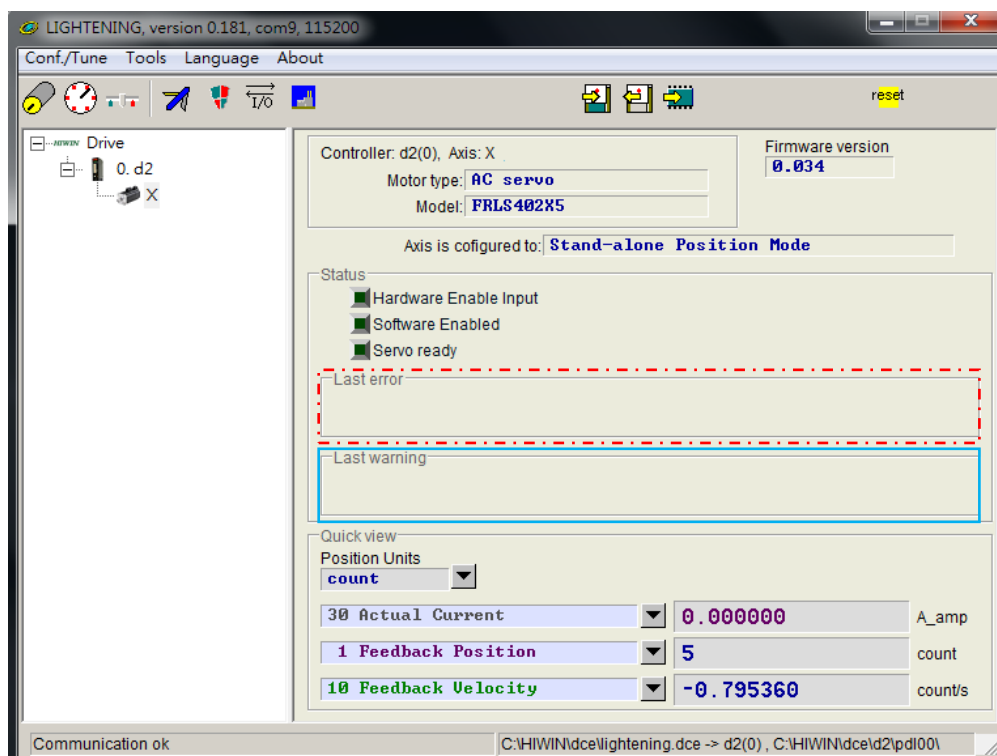 LIGHTENING, version 0.181, com9, 115200
Conf./Tune Tools Language About
I/O
reset
HIWIN Drive
0. d2
X
Controller: d2(0), Axis: X
Firmware version
0.034
Motor type: AC servo
Model: FRLS402X5
Axis is cofigured to: Stand-alone Position Mode
Status
Hardware Enable Input
Software Enabled
Servo ready
Last error
Last warning
Quick view
Position Units
count
30 Actual Current 0.000000 A_amp
1 Feedback Position 5 count
10 Feedback Velocity -0.795360 count/s
Communication ok C:\HIWIN\dce\lightening.dce -> d2(0) , C:\HIWIN\dce\d2\pdl00\